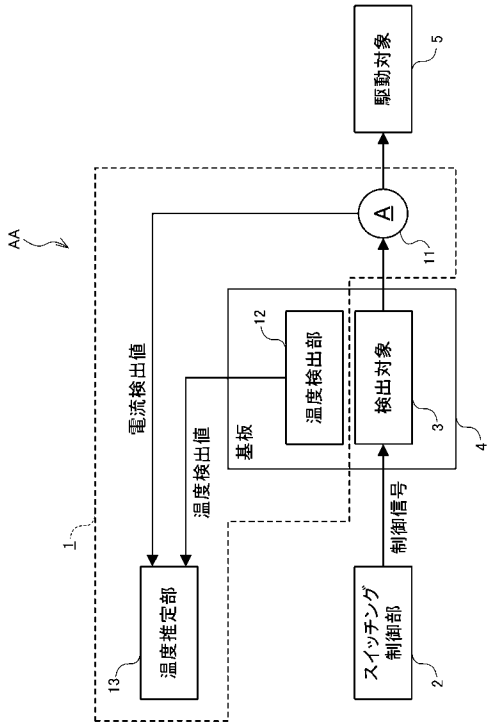 AA
1
電流検出値
温度検出値
13
温度推定部
基板
12
温度検出部
A
11
駆動対象
5
スイッチング
制御部
2
制御信号
検出対象
3
4